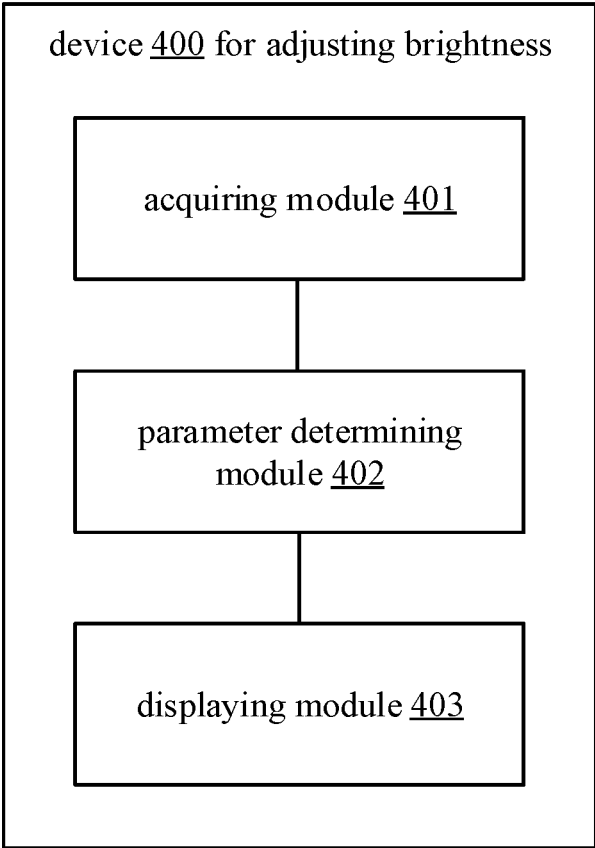 device 400 for adjusting brightness
acquiring module 401
parameter determining
module 402
displaying module 403